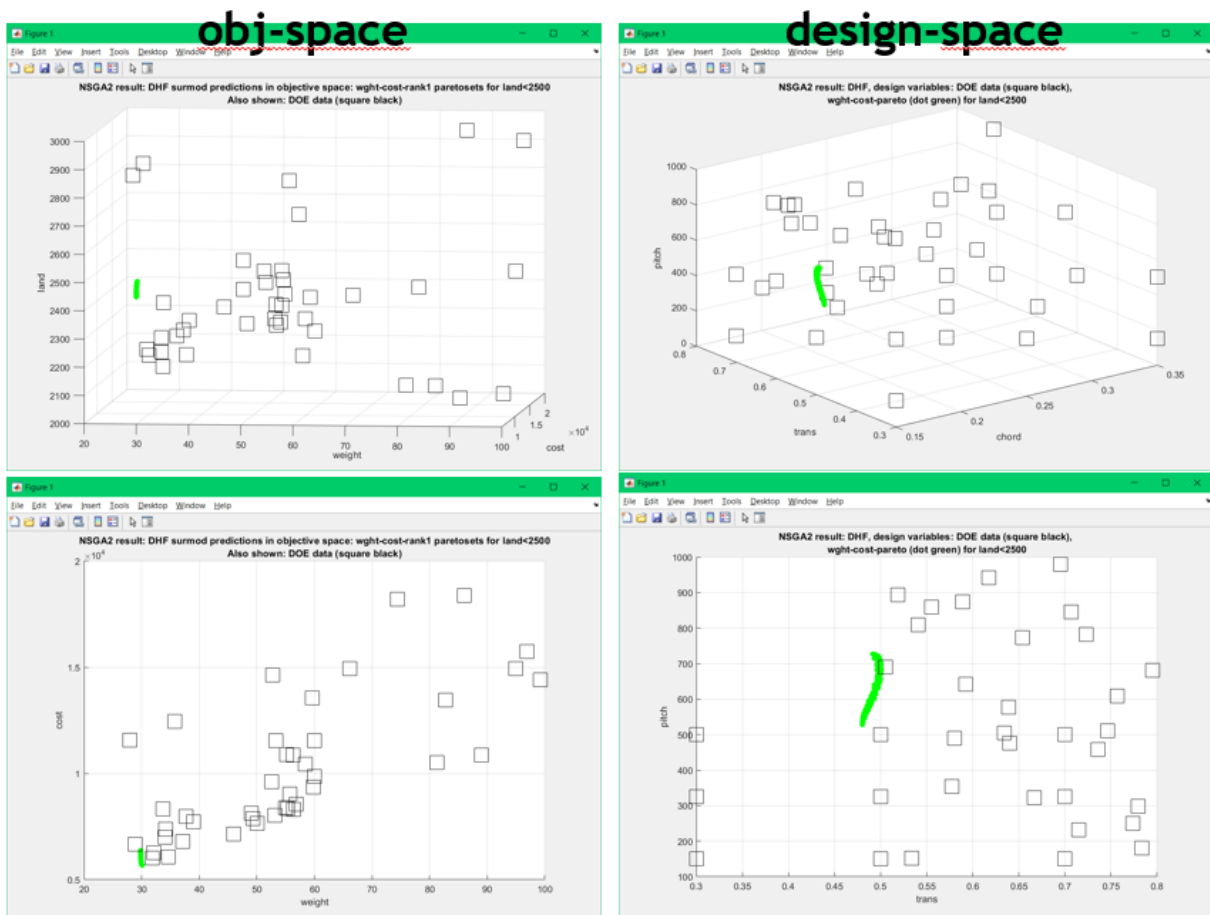 obj-space
design-space
Figure 1
File Edit View Insert Tools Desktop Window Help
NSGA2 result: DHF surmod predictions in objective space: wght-cost-rank1 paretosets for land<2500
Also shown: DOE data (square black)
3000
2900
2800
2700
2600
2500
2400
2300
2200
2100
2000
land
20
30
40
50
60
70
80
90
100
weight
1
1.5
2
×10⁴
cost
Figure 1
File Edit View Insert Tools Desktop Window Help
NSGA2 result: DHF, design variables: DOE data (square black),
wght-cost-pareto (dot green) for land<2500
1000
800
600
400
200
0
pitch
0.8
0.7
0.6
0.5
0.4
0.3
trans
0.15
0.2
0.25
0.3
0.35
chord
Figure 1
File Edit View Insert Tools Desktop Window Help
NSGA2 result: DHF surmod predictions in objective space: wght-cost-rank1 paretosets for land<2500
Also shown: DOE data (square black)
×10⁴
2
1.5
1
0.5
cost
20
30
40
50
60
70
80
90
100
weight
Figure 1
File Edit View Insert Tools Desktop Window Help
NSGA2 result: DHF, design variables: DOE data (square black),
wght-cost-pareto (dot green) for land<2500
1000
900
800
700
600
500
400
300
200
100
pitch
0.3
0.35
0.4
0.45
0.5
0.55
0.6
0.65
0.7
0.75
0.8
trans